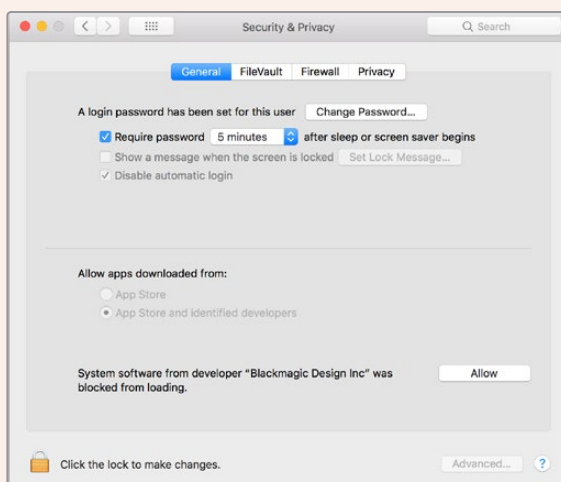 Security & Privacy
Search
General FileVault Firewall Privacy
A login password has been set for this user Change Password...
Require password 5 minutes after sleep or screen saver begins
Show a message when the screen is locked Set Lock Message...
Disable automatic login
Allow apps downloaded from:
App Store
App Store and identified developers
System software from developer “Blackmagic Design Inc” was
blocked from loading.
Allow
Click the lock to make changes.
Advanced... ?